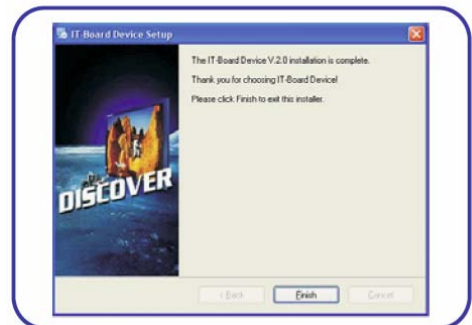 IT-Board Device Setup
The IT-Board Device V.2.0 installation is complete.
Thank you for choosing IT-Board Device!
Please click Finish to exit this installer.
DISCOVER
< Back Finish Cancel